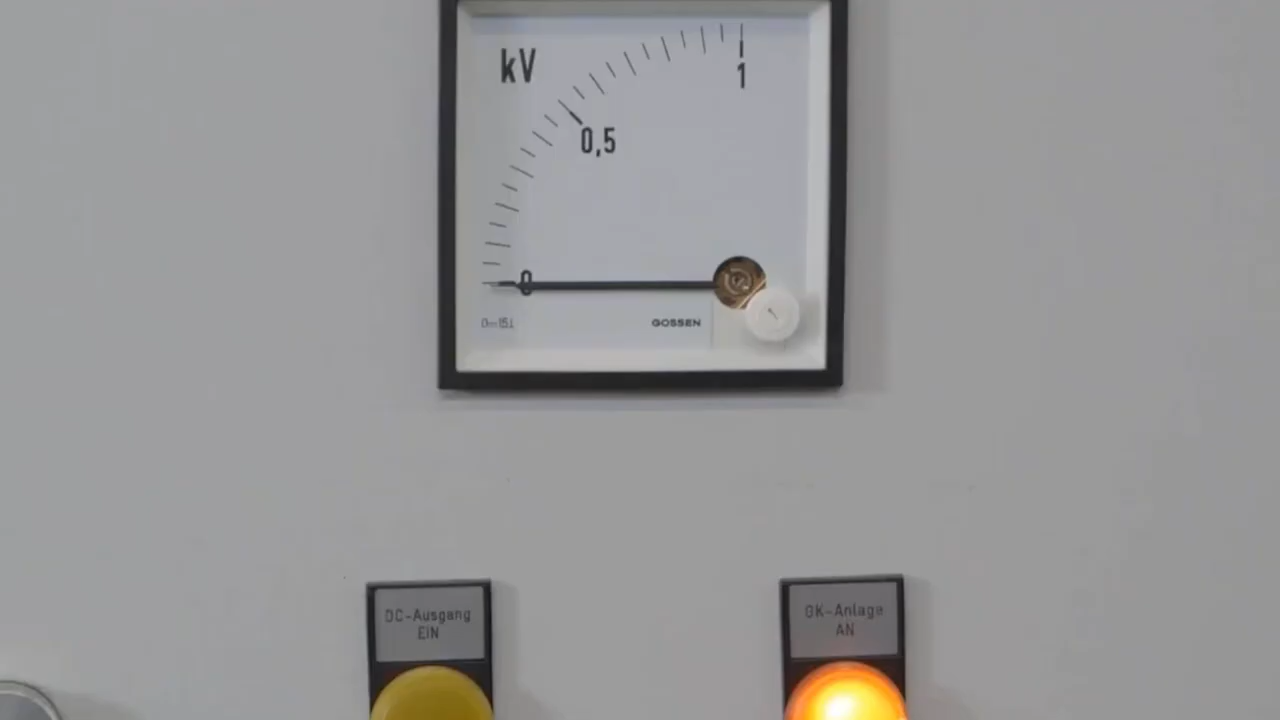 kV
1
0,5
0
GOSSEN
DC-Ausgang
EIN
GK-Anlage
AN